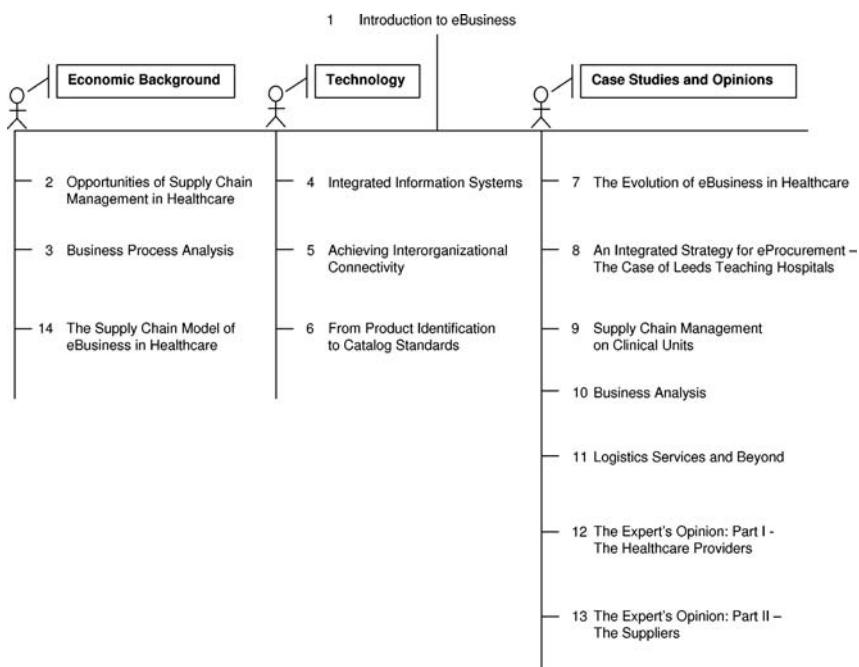 1 Introduction to eBusiness
Economic Background
Technology
Case Studies and Opinions
2 Opportunities of Supply Chain
Management in Healthcare
3 Business Process Analysis
14 The Supply Chain Model of
eBusiness in Healthcare
4 Integrated Information Systems
5 Achieving Interorganizational
Connectivity
6 From Product Identification
to Catalog Standards
7 The Evolution of eBusiness in Healthcare
8 An Integrated Strategy for eProcurement –
The Case of Leeds Teaching Hospitals
9 Supply Chain Management
on Clinical Units
10 Business Analysis
11 Logistics Services and Beyond
12 The Expert's Opinion: Part I -
The Healthcare Providers
13 The Expert's Opinion: Part II –
The Suppliers